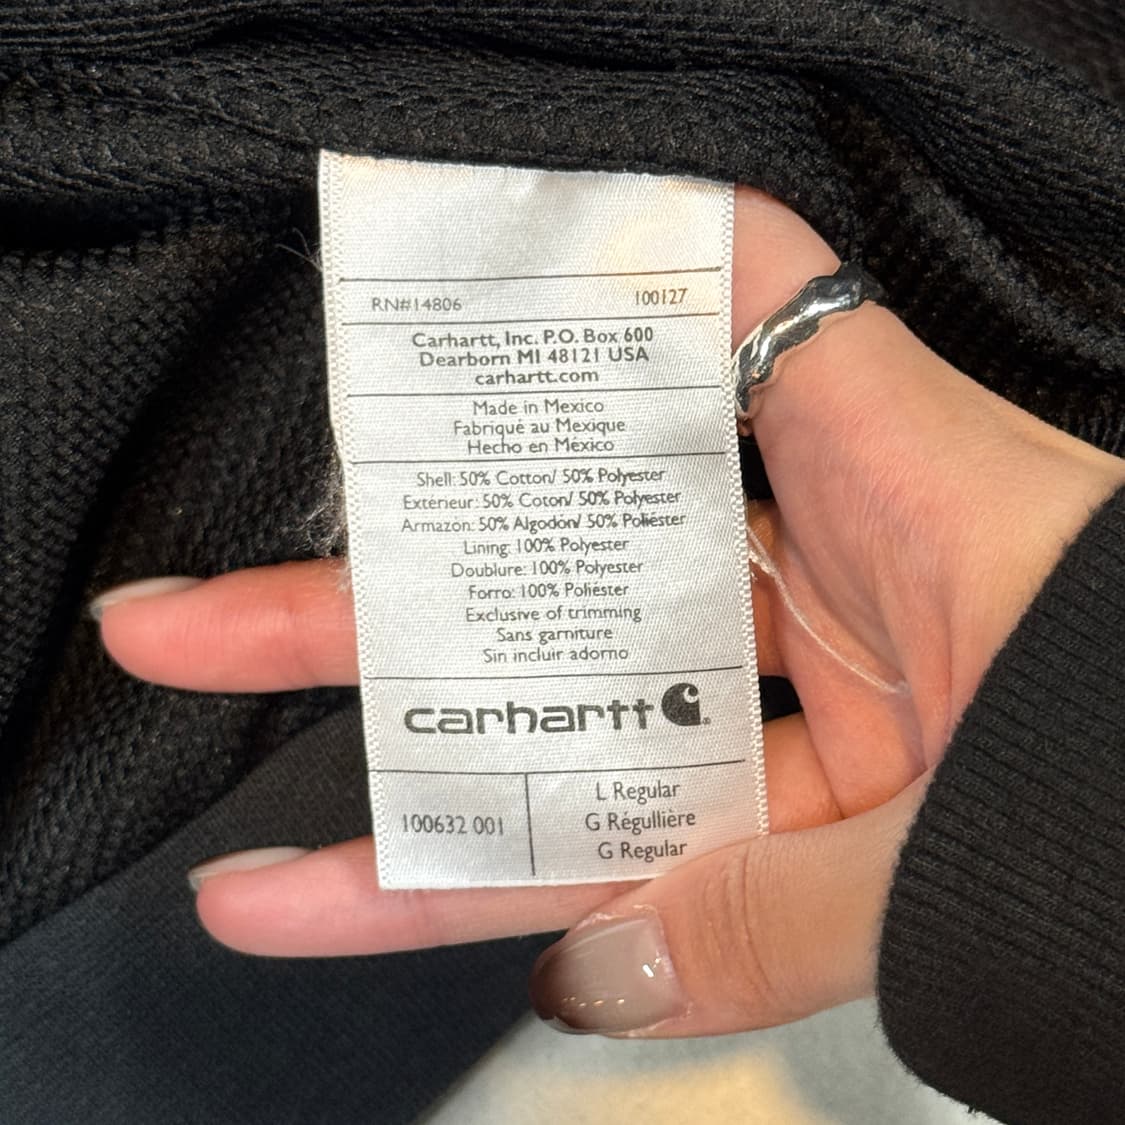 RN#14806 100127
Carhartt, Inc. P.O. Box 600
Dearborn MI 48121 USA
carhartt.com
Made in Mexico
Fabriqué au Mexique
Hecho en México
Shell: 50% Cotton/ 50% Polyester
Extérieur: 50% Coton/ 50% Polyester
Armazon: 50% Algodon/ 50% Poliéster
Lining: 100% Polyester
Doublure: 100% Polyester
Forro: 100% Poliéster
Exclusive of trimming
Sans garniture
Sin incluir adorno
carhartt
100632 001
L Regular
G Régullière
G Regular